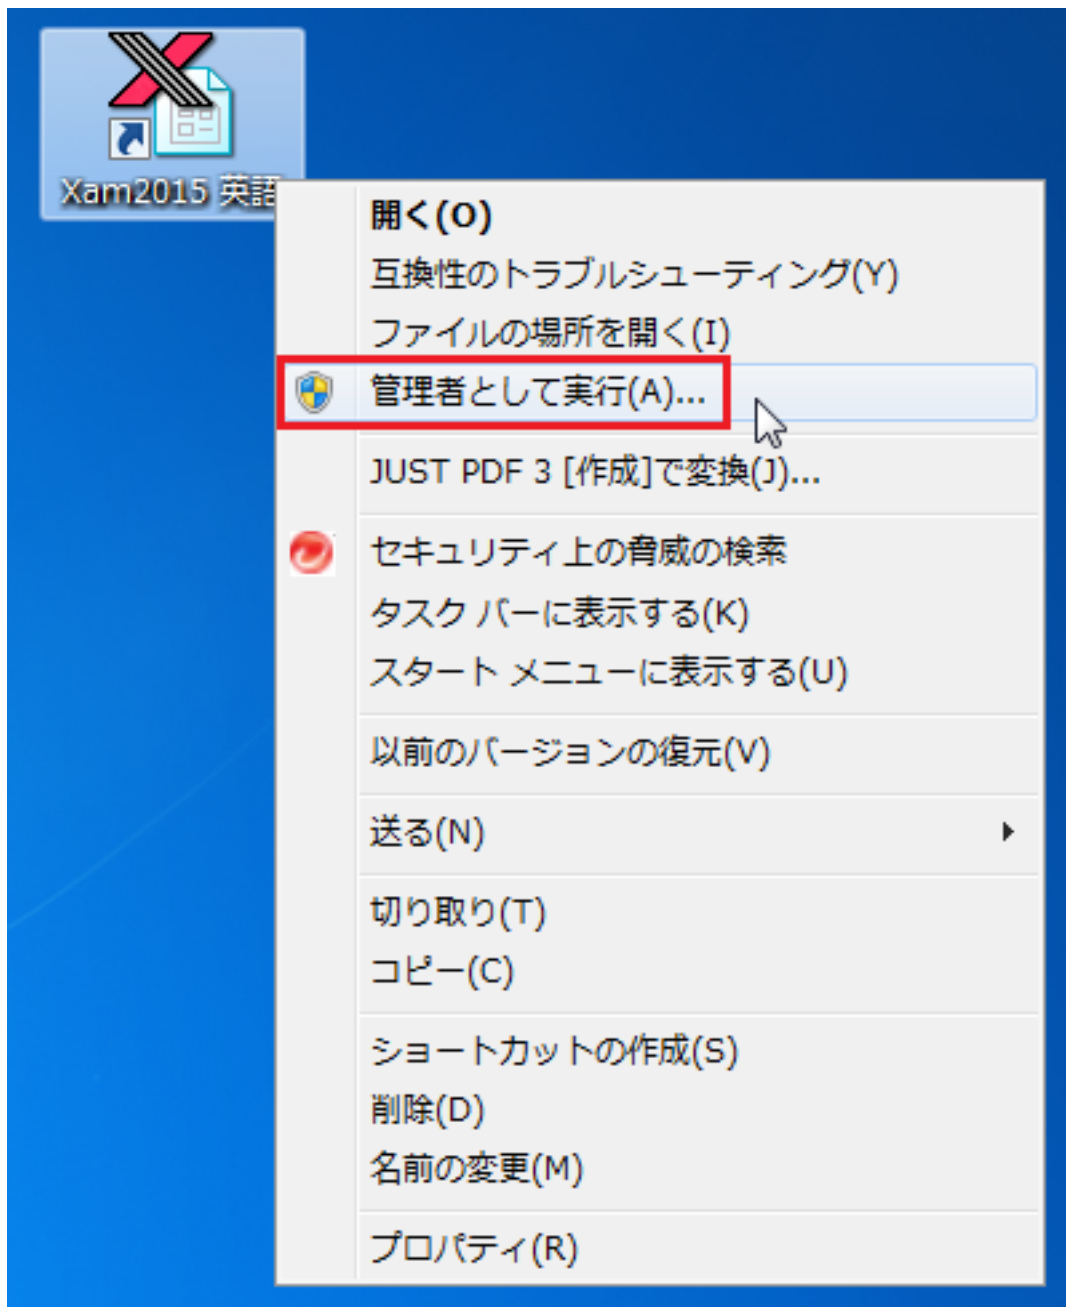 Xam2015 英語
開く(O)
互換性のトラブルシューティング(Y)
ファイルの場所を開く(I)
管理者として実行(A)...
JUST PDF 3 [作成]で変換(J)...
セキュリティ上の脅威の検索
タスク バーに表示する(K)
スタート メニューに表示する(U)
以前のバージョンの復元(V)
送る(N)
切り取り(T)
コピー(C)
ショートカットの作成(S)
削除(D)
名前の変更(M)
プロパティ(R)